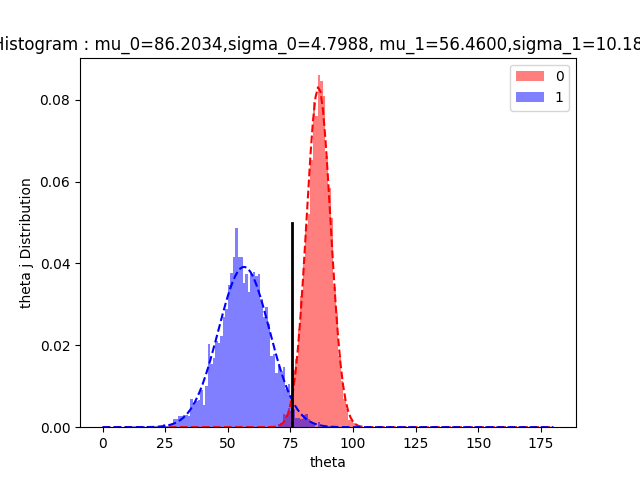 Histogram : mu_0=86.2034,sigma_0=4.7988, mu_1=56.4600,sigma_1=10.18
0
1
theta j Distribution
0.08
0.06
0.04
0.02
0.00
0 25 50 75 100 125 150 175
theta